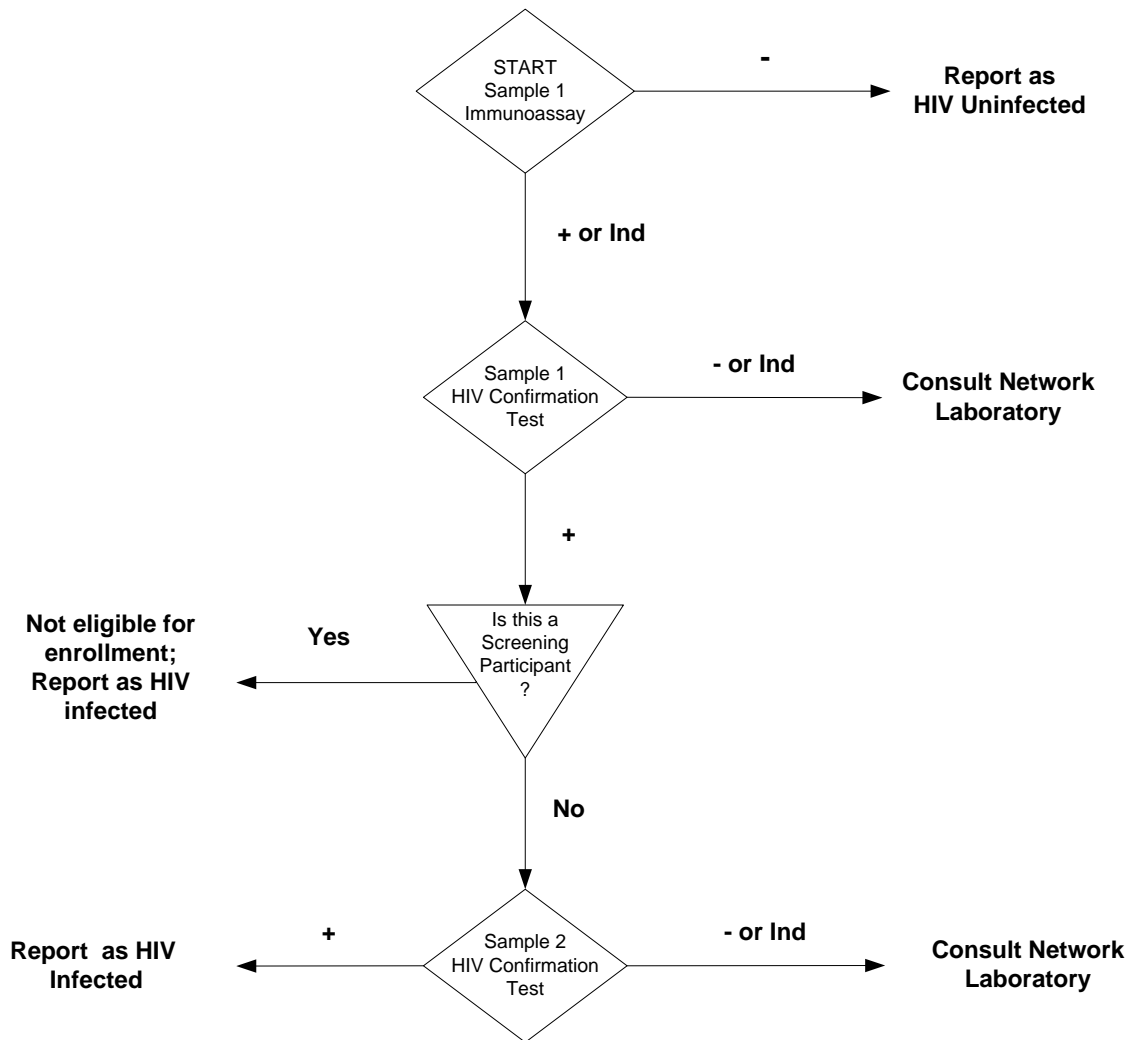 START
Sample 1
Immunoassay
-
Report as
HIV Uninfected
+ or Ind
Sample 1
HIV Confirmation
Test
- or Ind
Consult Network
Laboratory
+
Is this a
Screening
Participant
?
Yes
Not eligible for
enrollment;
Report as HIV
infected
No
Sample 2
HIV Confirmation
Test
+
Report as HIV
Infected
- or Ind
Consult Network
Laboratory